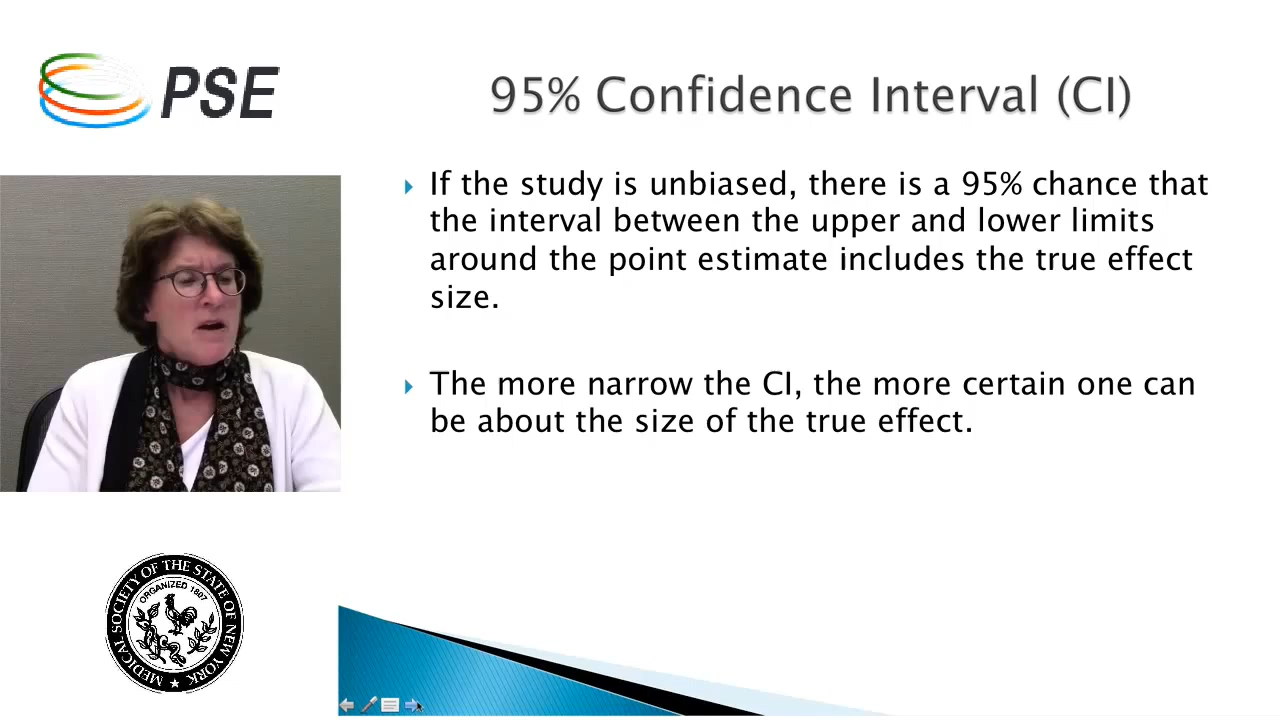 PSE
95% Confidence Interval (CI)
If the study is unbiased, there is a 95% chance that
the interval between the upper and lower limits
around the point estimate includes the true effect
size.
The more narrow the CI, the more certain one can
be about the size of the true effect.
MEDICAL SOCIETY OF THE STATE OF NEW YORK
ORGANIZED 1807